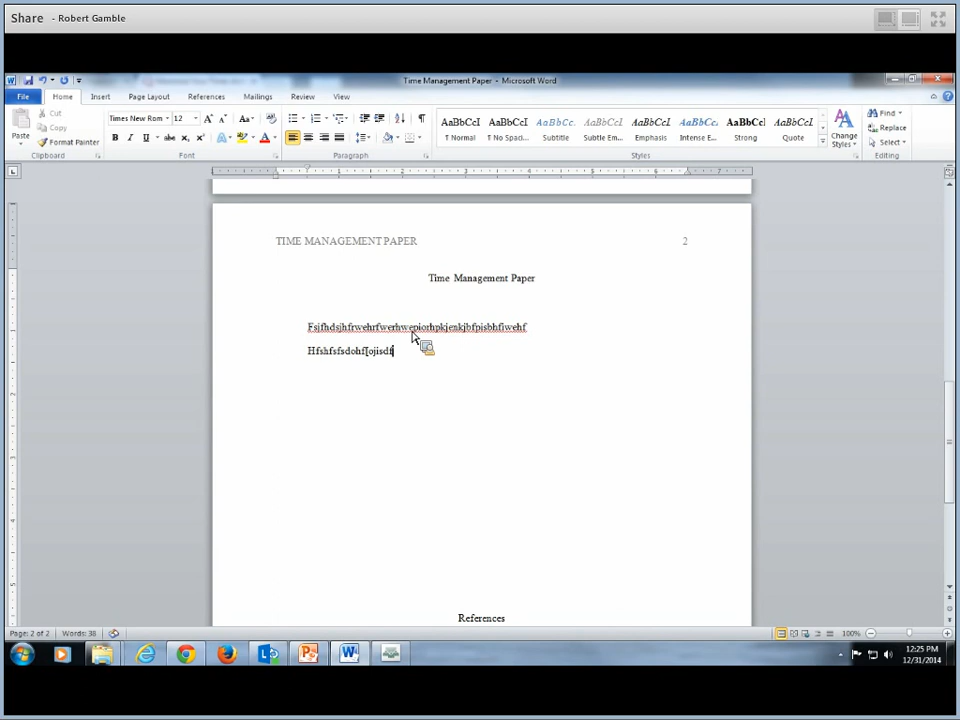 Share - Robert Gamble
Time Management Paper - Microsoft Word
File Home Insert Page Layout References Mailings Review View
Paste
Cut
Copy
Format Painter
Clipboard
Times New Rom 12
Font
Paragraph
AaBbCcI AaBbCcI AaBbCc. AaBbCcI AaBbCcI AaBbCcI AaBbCcI AaBbCcI
¶ Normal ¶ No Spaci... Subtitle Subtle Em... Emphasis Intense E... Strong Quote
Styles
Change
Styles
Find
Replace
Select
Editing
TIME MANAGEMENT PAPER 2
Time Management Paper
References
Page: 2 of 2 Words: 38 100%
12:25 PM
12/31/2014